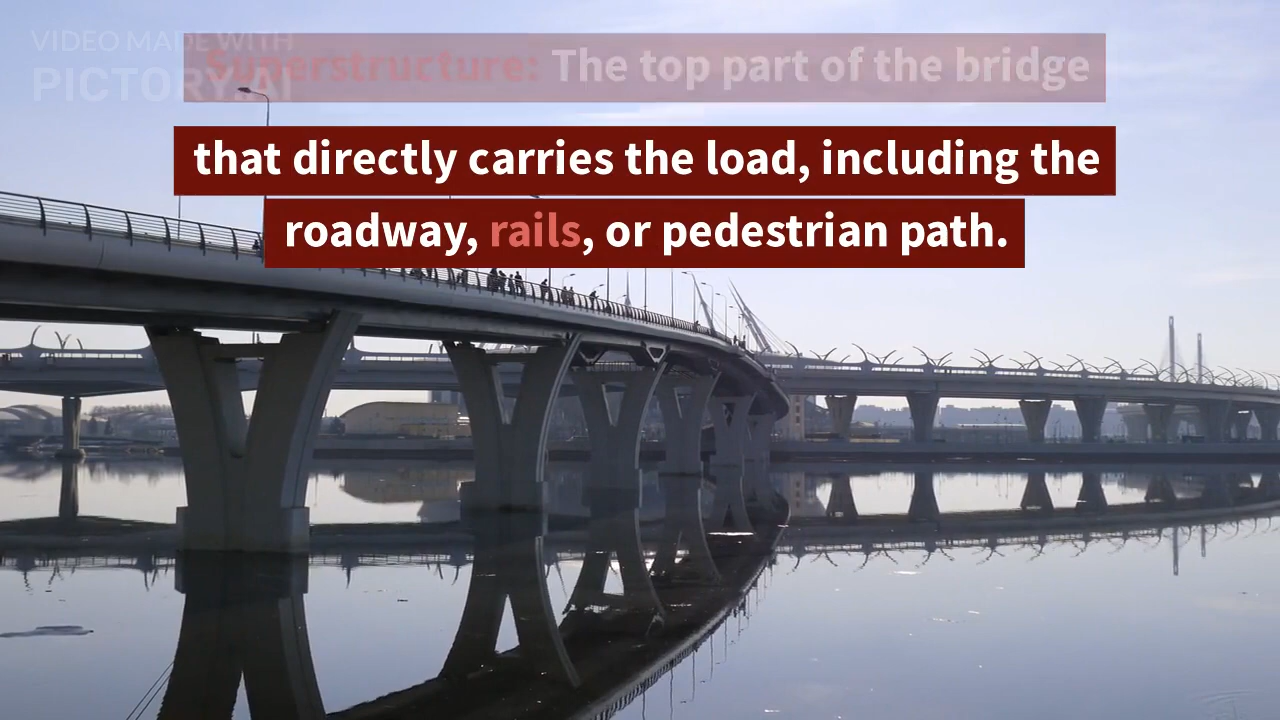 VIDEO MADE WITH
PICTORY.AI
Superstructure: The top part of the bridge
that directly carries the load, including the
roadway, rails, or pedestrian path.